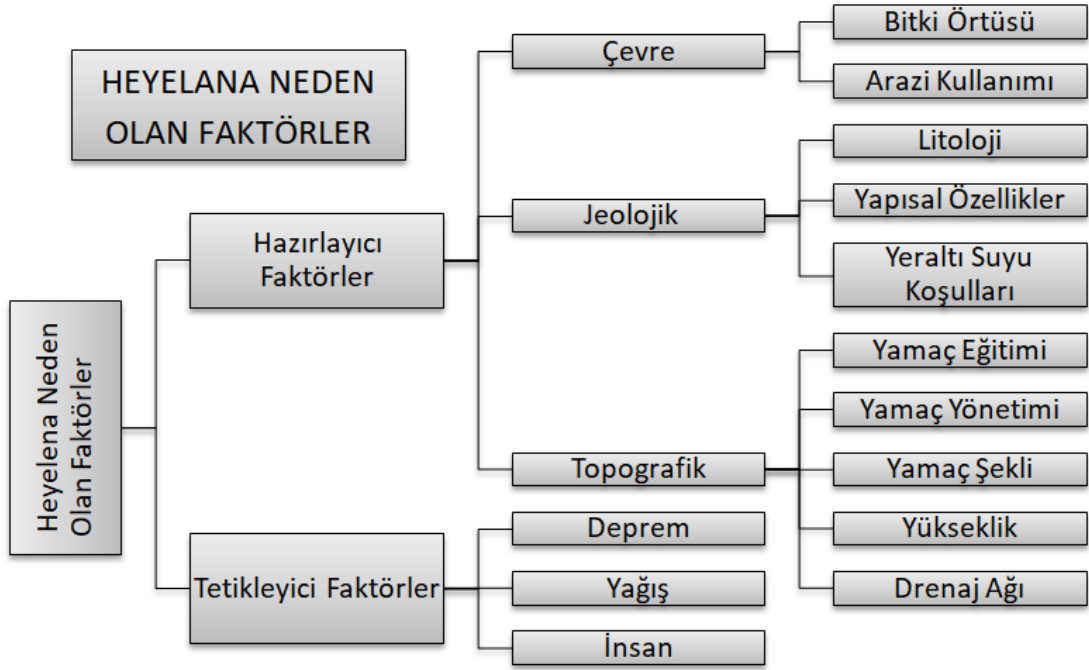 HEYELANA NEDEN
OLAN FAKTÖRLER
Heyelena Neden
Olan Faktörler
Hazırlayıcı
Faktörler
Çevre
Bitki Örtüsü
Arazi Kullanımı
Jeolojik
Litoloji
Yapısal Özellikler
Yeraltı Suyu
Koşulları
Topografik
Yamaç Eğitimi
Yamaç Yönetimi
Yamaç Şekli
Yükseklik
Drenaj Ağı
Tetikleyici Faktörler
Deprem
Yağış
İnsan